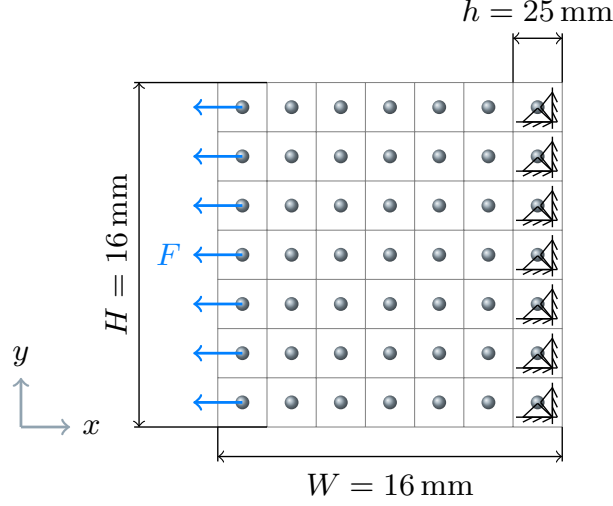 h = 25 mm
F
H = 16 mm
y
x
W = 16 mm